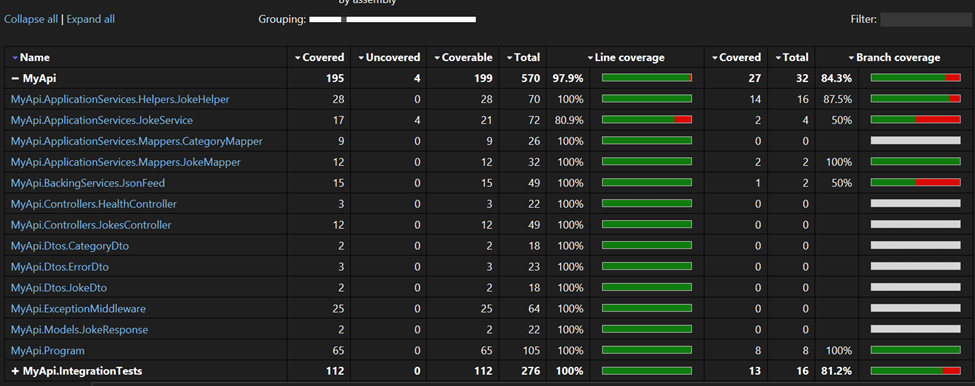 by assembly
Collapse all | Expand all Grouping: Filter:
Name Covered Uncovered Coverable Total Line coverage Covered Total Branch coverage
MyApi 195 4 199 570 97.9% 27 32 84.3%
MyApi.ApplicationServices.Helpers.JokeHelper 28 0 28 70 100% 14 16 87.5%
MyApi.ApplicationServices.JokeService 17 4 21 72 80.9% 2 4 50%
MyApi.ApplicationServices.Mappers.CategoryMapper 9 0 9 26 100% 0 0
MyApi.ApplicationServices.Mappers.JokeMapper 12 0 12 32 100% 2 2 100%
MyApi.BackingServices.JsonFeed 15 0 15 49 100% 1 2 50%
MyApi.Controllers.HealthController 3 0 3 22 100% 0 0
MyApi.Controllers.JokesController 12 0 12 49 100% 0 0
MyApi.Dtos.CategoryDto 2 0 2 18 100% 0 0
MyApi.Dtos.ErrorDto 3 0 3 23 100% 0 0
MyApi.Dtos.JokeDto 2 0 2 18 100% 0 0
MyApi.ExceptionMiddleware 25 0 25 64 100% 0 0
MyApi.Models.JokeResponse 2 0 2 22 100% 0 0
MyApi.Program 65 0 65 105 100% 8 8 100%
MyApi.IntegrationTests 112 0 112 276 100% 13 16 81.2%